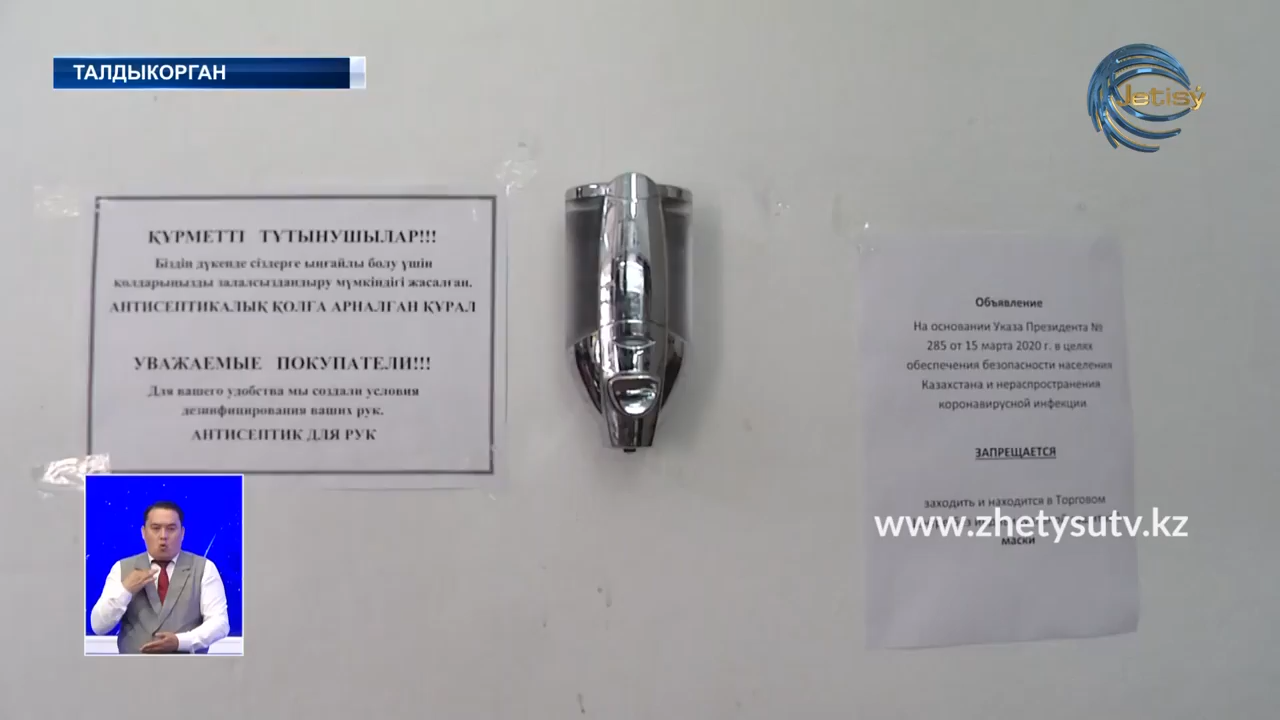 ТАЛДЫКОРГАН
Jetisý
ҚҰРМЕТТІ ТҰТЫНУШЫЛАР!!!
Біздің дүкенде сіздерге ыңғайлы болу үшін
қолдарыңызды залалсыздандыру мүмкіндігі жасалған.
АНТИСЕПТИКАЛЫҚ ҚОЛҒА АРНАЛҒАН ҚҰРАЛ
УВАЖАЕМЫЕ ПОКУПАТЕЛИ!!!
Для вашего удобства мы создали условия
дезинфицирования ваших рук.
АНТИСЕПТИК ДЛЯ РУК
Объявление
На основании Указа Президента №
285 от 15 марта 2020 г. в целях
обеспечения безопасности населения
Казахстана и нераспространения
коронавирусной инфекции
ЗАПРЕЩАЕТСЯ
заходить и находится в Торговом
маски
www.zhetysutv.kz